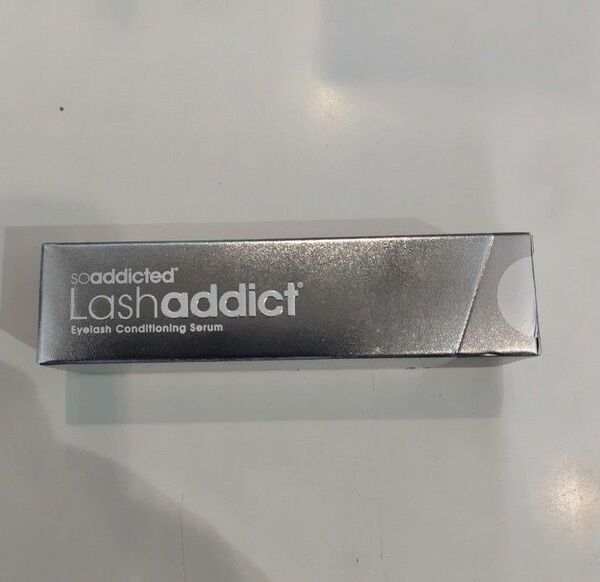 soaddicted®
Lashaddict®
Eyelash Conditioning Serum